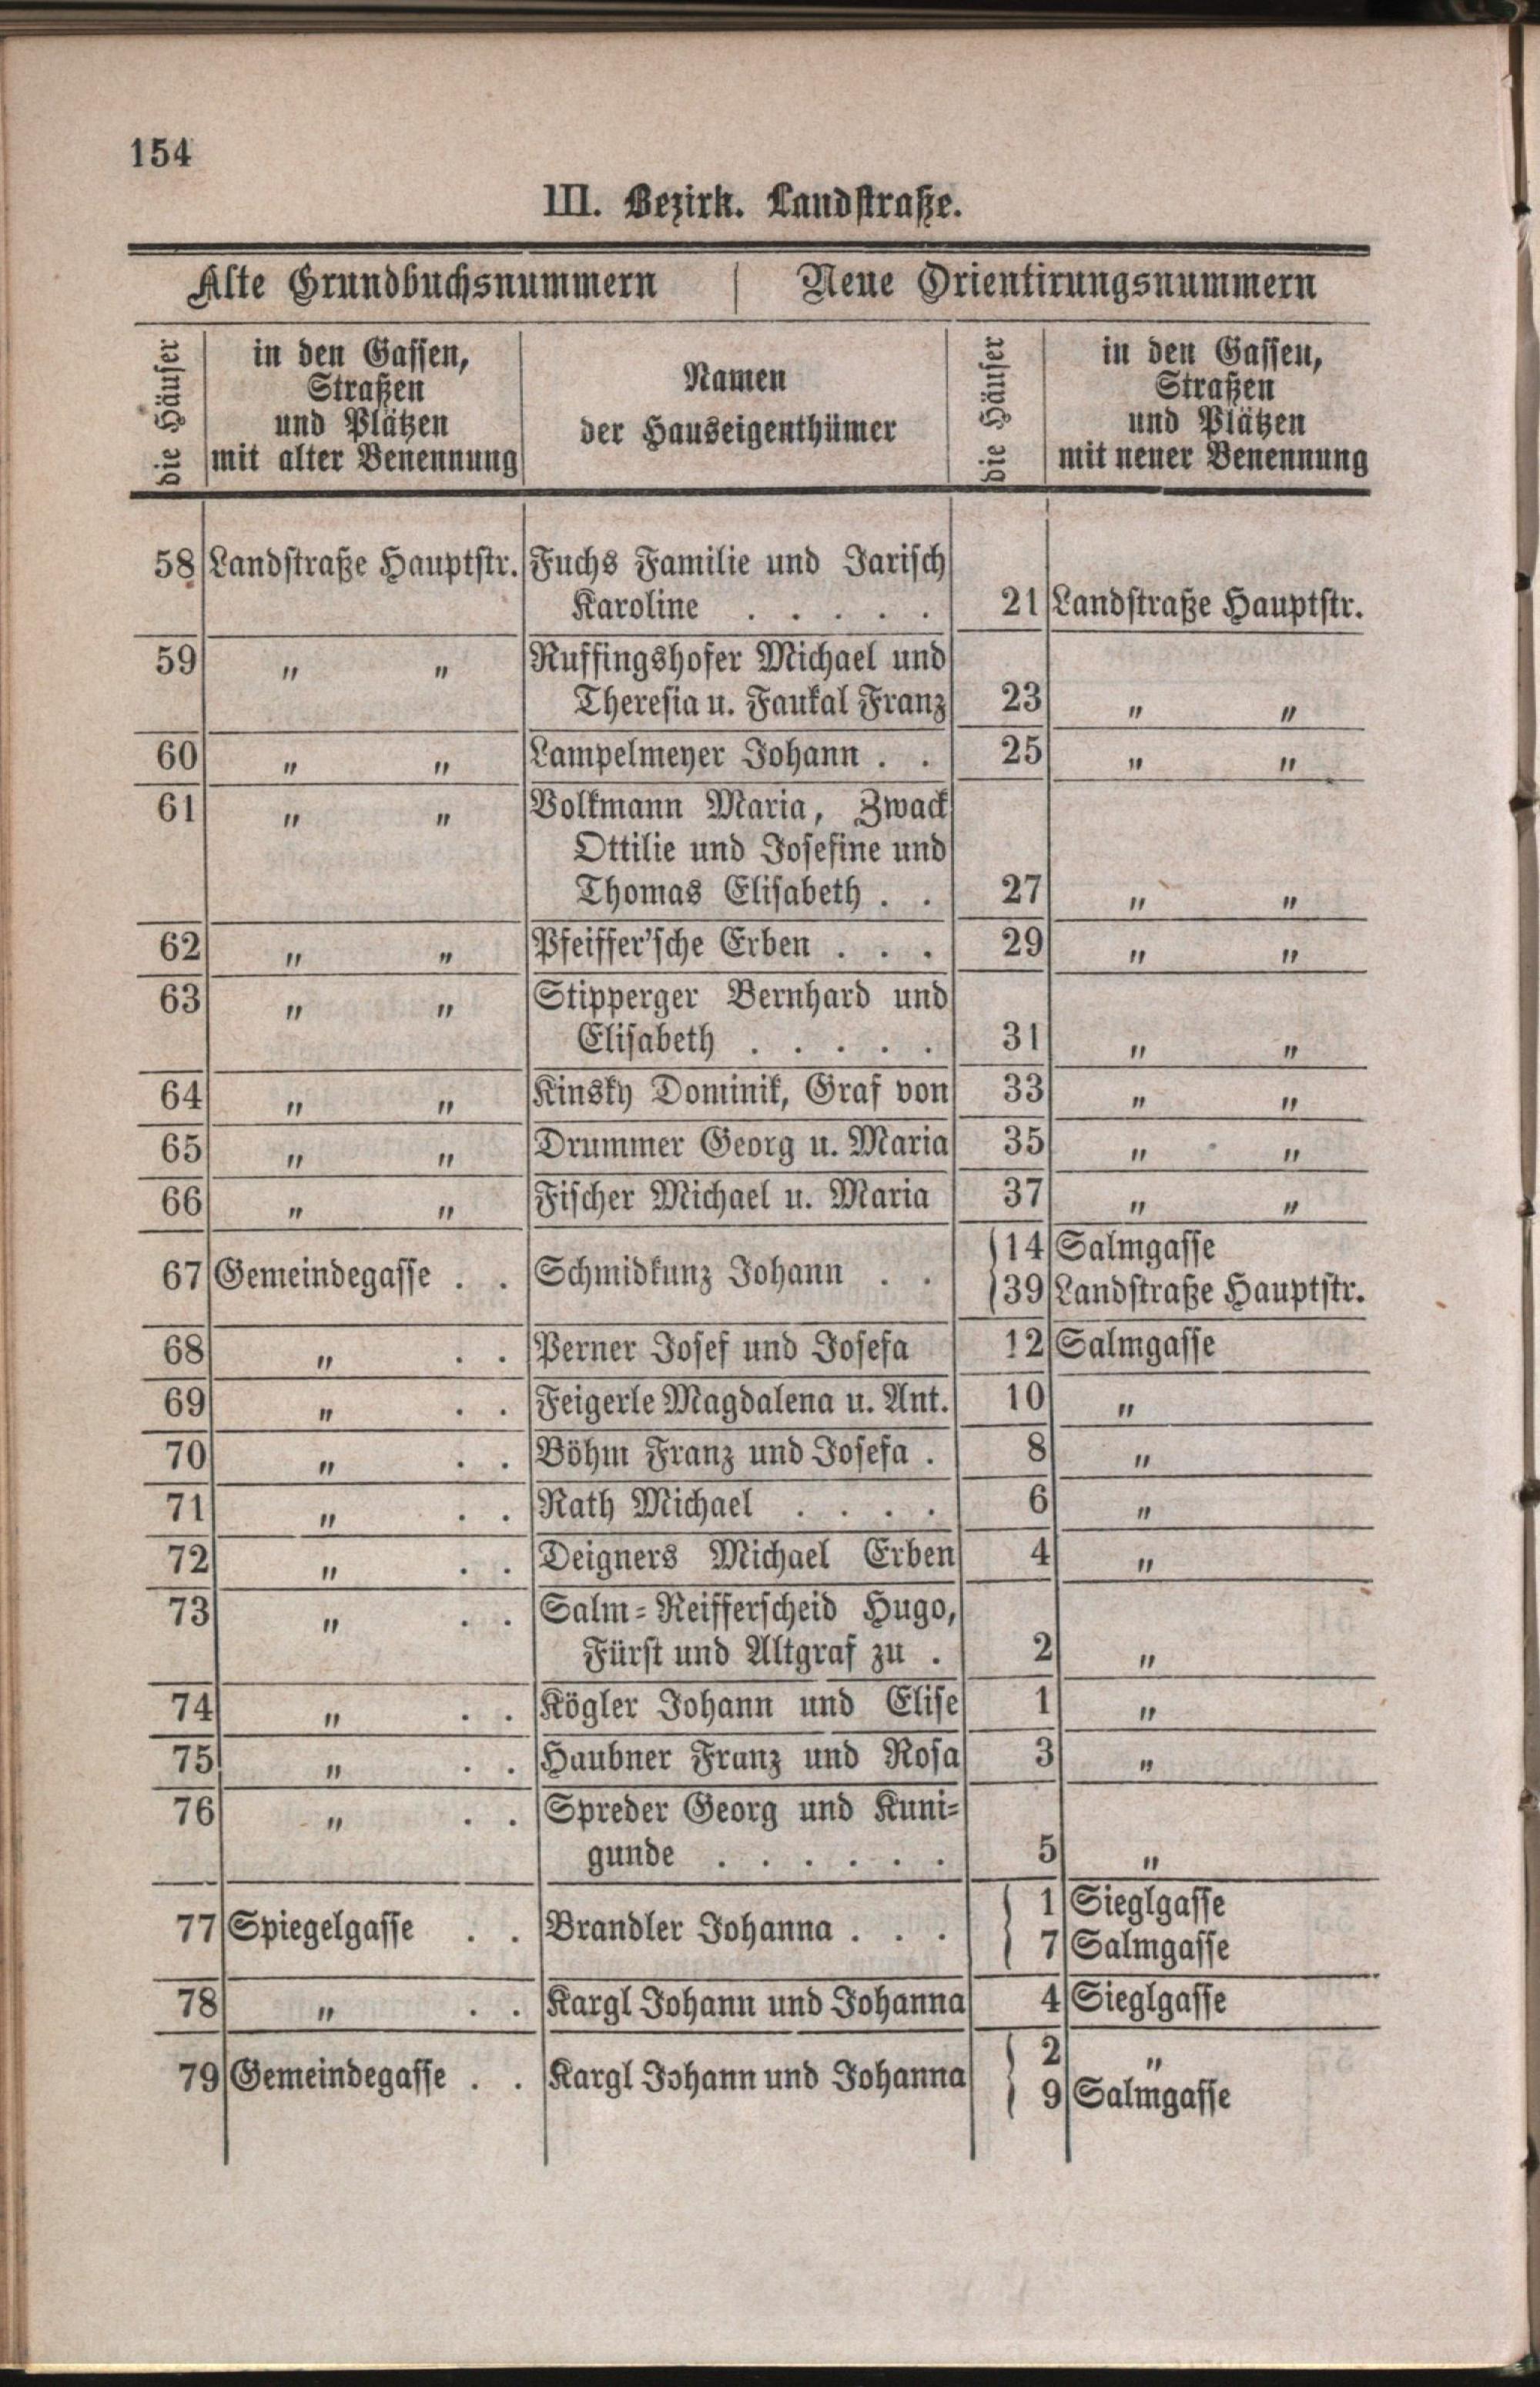 154
III. Bezirk. Landstraße.
Alte Grundbuchsnummern | Neue Orientirungsnummern
die Häuser | in den Gassen, Straßen und Plätzen mit alter Benennung | Namen der Hauseigenthümer | die Häuser | in den Gassen, Straßen und Plätzen mit neuer Benennung
58 Landstraße Hauptstr. Fuchs Familie und Jarisch
Karoline . . . . . 21 Landstraße Hauptstr.
59 " " Ruffingshofer Michael und
Theresia u. Faukal Franz 23 " "
60 " " Lampelmeyer Johann . . 25 " "
61 " " Volkmann Maria, Zwack
Ottilie und Josefine und
Thomas Elisabeth . . 27 " "
62 " " Pfeiffer'sche Erben . . . 29 " "
63 " " Stipperger Bernhard und
Elisabeth . . . . . 31 " "
64 " " Kinsky Dominik, Graf von 33 " "
65 " " Drummer Georg u. Maria 35 " "
66 " " Fischer Michael u. Maria 37 " "
67 Gemeindegasse . . Schmidkunz Johann . . 14 Salmgasse
39 Landstraße Hauptstr.
68 " . . Perner Josef und Josefa 12 Salmgasse
69 " . . Feigerle Magdalena u. Ant. 10 "
70 " . . Böhm Franz und Josefa . 8 "
71 " . . Rath Michael . . . . 6 "
72 " . . Deigners Michael Erben 4 "
73 " . . Salm-Reifferscheid Hugo,
Fürst und Altgraf zu . 2 "
74 " . . Kögler Johann und Elise 1 "
75 " . . Haubner Franz und Rosa 3 "
76 " . . Spreder Georg und Kuni-
gunde . . . . . . 5 "
77 Spiegelgasse . . Brandler Johanna . . . 1 Sieglgasse
7 Salmgasse
78 " . . Kargl Johann und Johanna 4 Sieglgasse
79 Gemeindegasse . . Kargl Johann und Johanna 2 "
9 Salmgasse